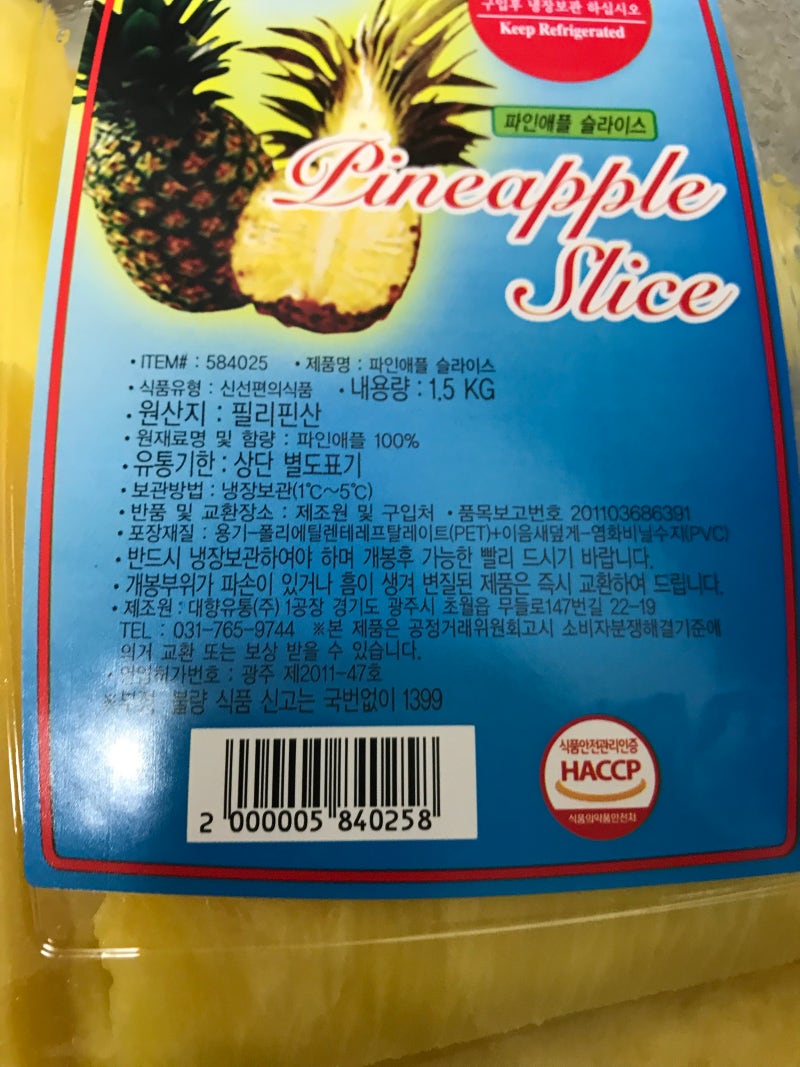 구입후 냉장보관 하십시오
Keep Refrigerated
파인애플 슬라이스
Pineapple
Slice
• ITEM# : 584025 • 제품명 : 파인애플 슬라이스
• 식품유형 : 신선편의식품 • 내용량 : 1.5 KG
• 원산지 : 필리핀산
• 원재료명 및 함량 : 파인애플 100%
• 유통기한 : 상단 별도표기
• 보관방법 : 냉장보관(1℃~5℃)
• 반품 및 교환장소 : 제조원 및 구입처 • 품목보고번호 201103686391
• 포장재질 : 용기-폴리에틸렌테레프탈레이트(PET)+이음새덮게-염화비닐수지(PVC)
• 반드시 냉장보관하여야 하며 개봉후 가능한 빨리 드시기 바랍니다.
• 개봉부위가 파손이 있거나 흠이 생겨 변질된 제품은 즉시 교환하여 드립니다.
• 제조원 : 대향유통(주) 1공장 경기도 광주시 초월읍 무들로147번길 22-19
TEL : 031-765-9744 ※본 제품은 공정거래위원회고시 소비자분쟁해결기준에
의거 교환 또는 보상 받을 수 있습니다.
• 영업허가번호 : 광주 제2011-47호
※부정, 불량 식품 신고는 국번없이 1399
2 000005 840258
식품안전관리인증
HACCP
식품의약품안전처